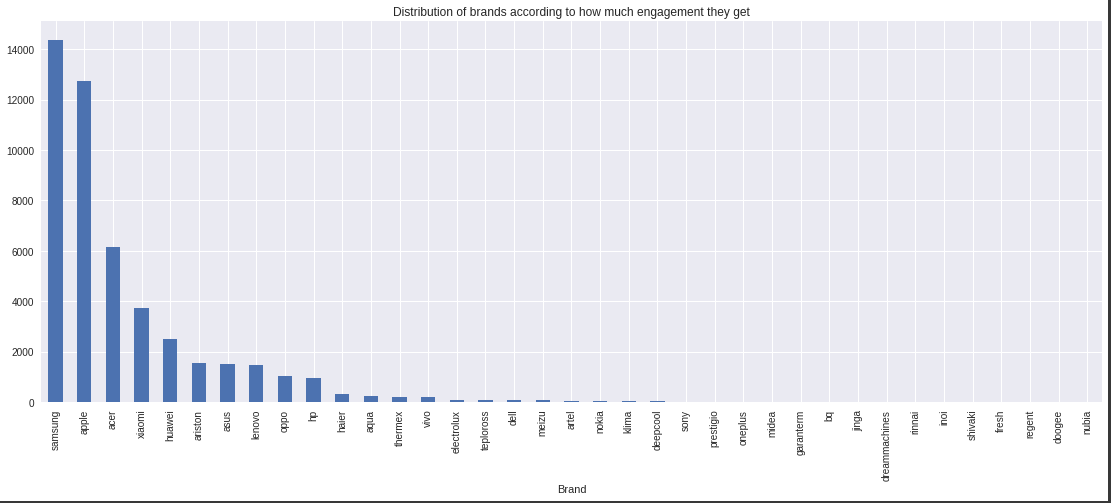 Distribution of brands according to how much engagement they get
14000
12000
10000
8000
6000
4000
2000
0
samsung
apple
acer
xiaomi
huawei
ariston
asus
lenovo
oppo
hp
haier
aqua
thermex
vivo
electrolux
teploross
dell
meizu
artel
nokia
klima
deepcool
sony
prestigio
oneplus
midea
garanterm
bq
jinga
dreammachines
rinnai
inoi
shivaki
fresh
regent
doogee
nubia
Brand